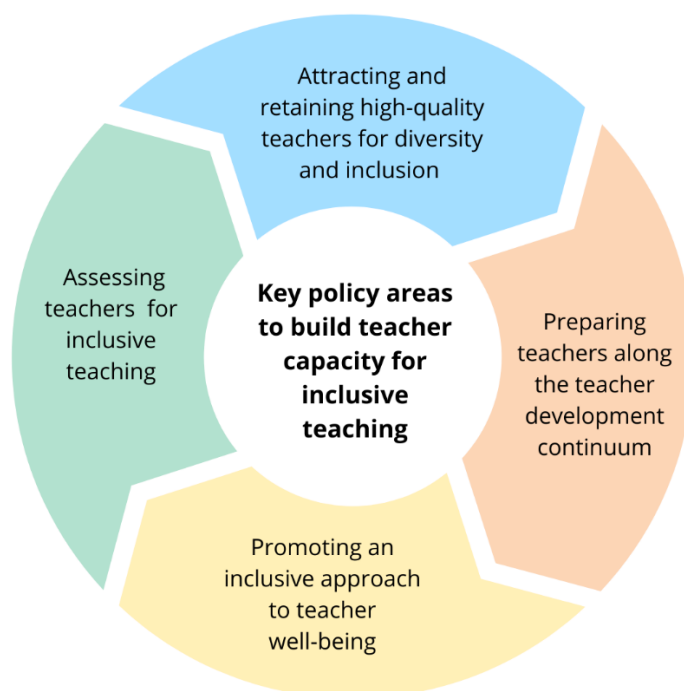 Attracting and
retaining high-quality
teachers for diversity
and inclusion
Key policy areas
to build teacher
capacity for
inclusive
teaching
Preparing
teachers along
the teacher
development
continuum
Promoting an
inclusive approach
to teacher
well-being
Assessing
teachers for
inclusive
teaching